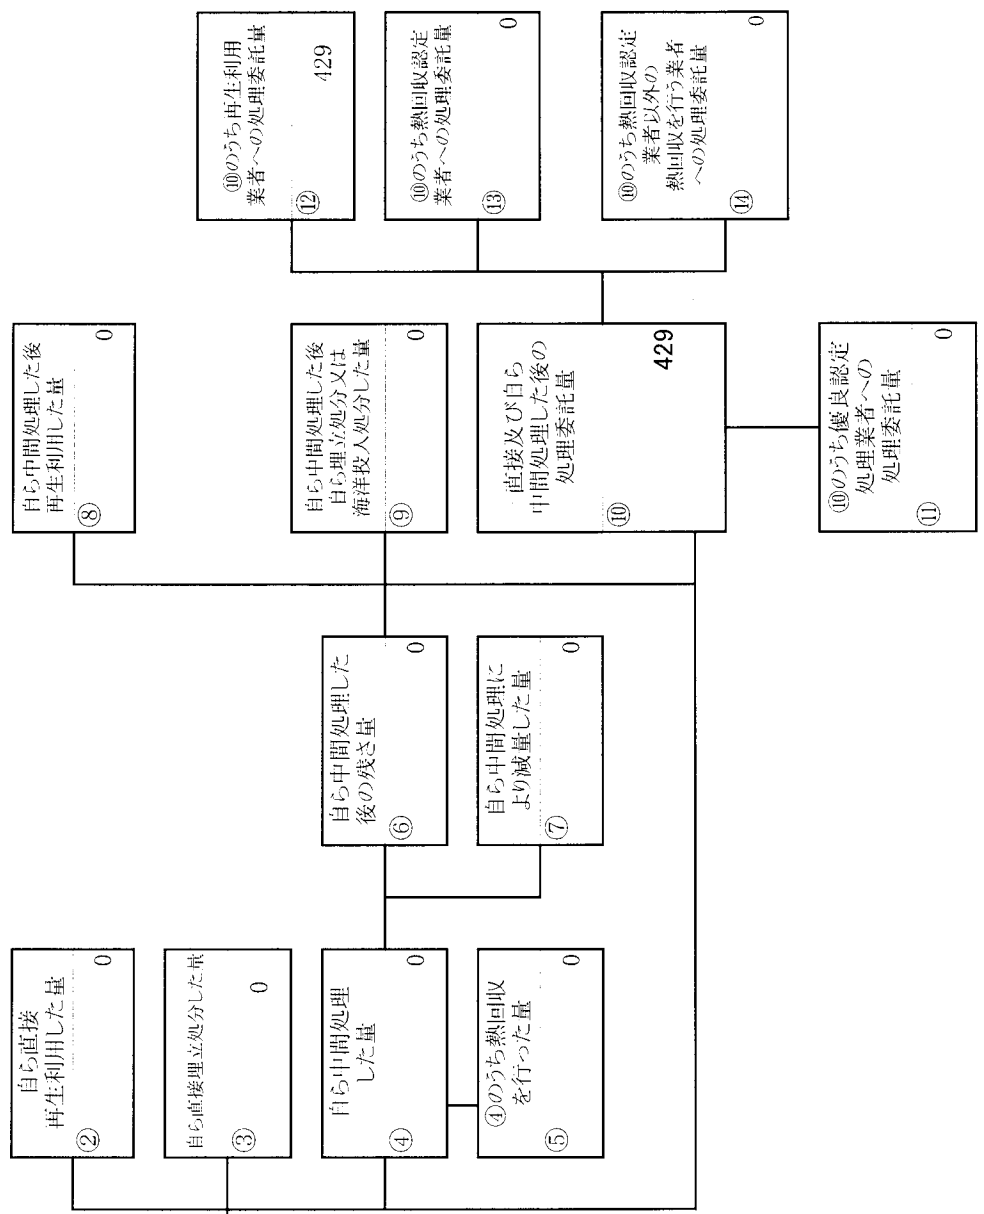 自ら直接
再生利用した量
②
0
自ら直接埋立処分した量
③
0
自ら中間処理
した量
④
0
④のうち熱回収
を行った量
⑤
0
自ら中間処理した
後の残さ量
⑥
0
自ら中間処理に
より減量した量
⑦
0
自ら中間処理した後
再生利用した量
⑧
0
自ら中間処理した後
自ら埋立処分又は
海洋投入処分した量
⑨
0
直接及び自ら
中間処理した後の
処理委託量
⑩
429
⑩のうち優良認定
処理業者への
処理委託量
⑪
0
⑩のうち再生利用
業者への処理委託量
⑫
429
⑩のうち熱回収認定
業者への処理委託量
⑬
0
⑩のうち熱回収認定
業者以外の
熱回収を行う業者
への処理委託量
⑭
0